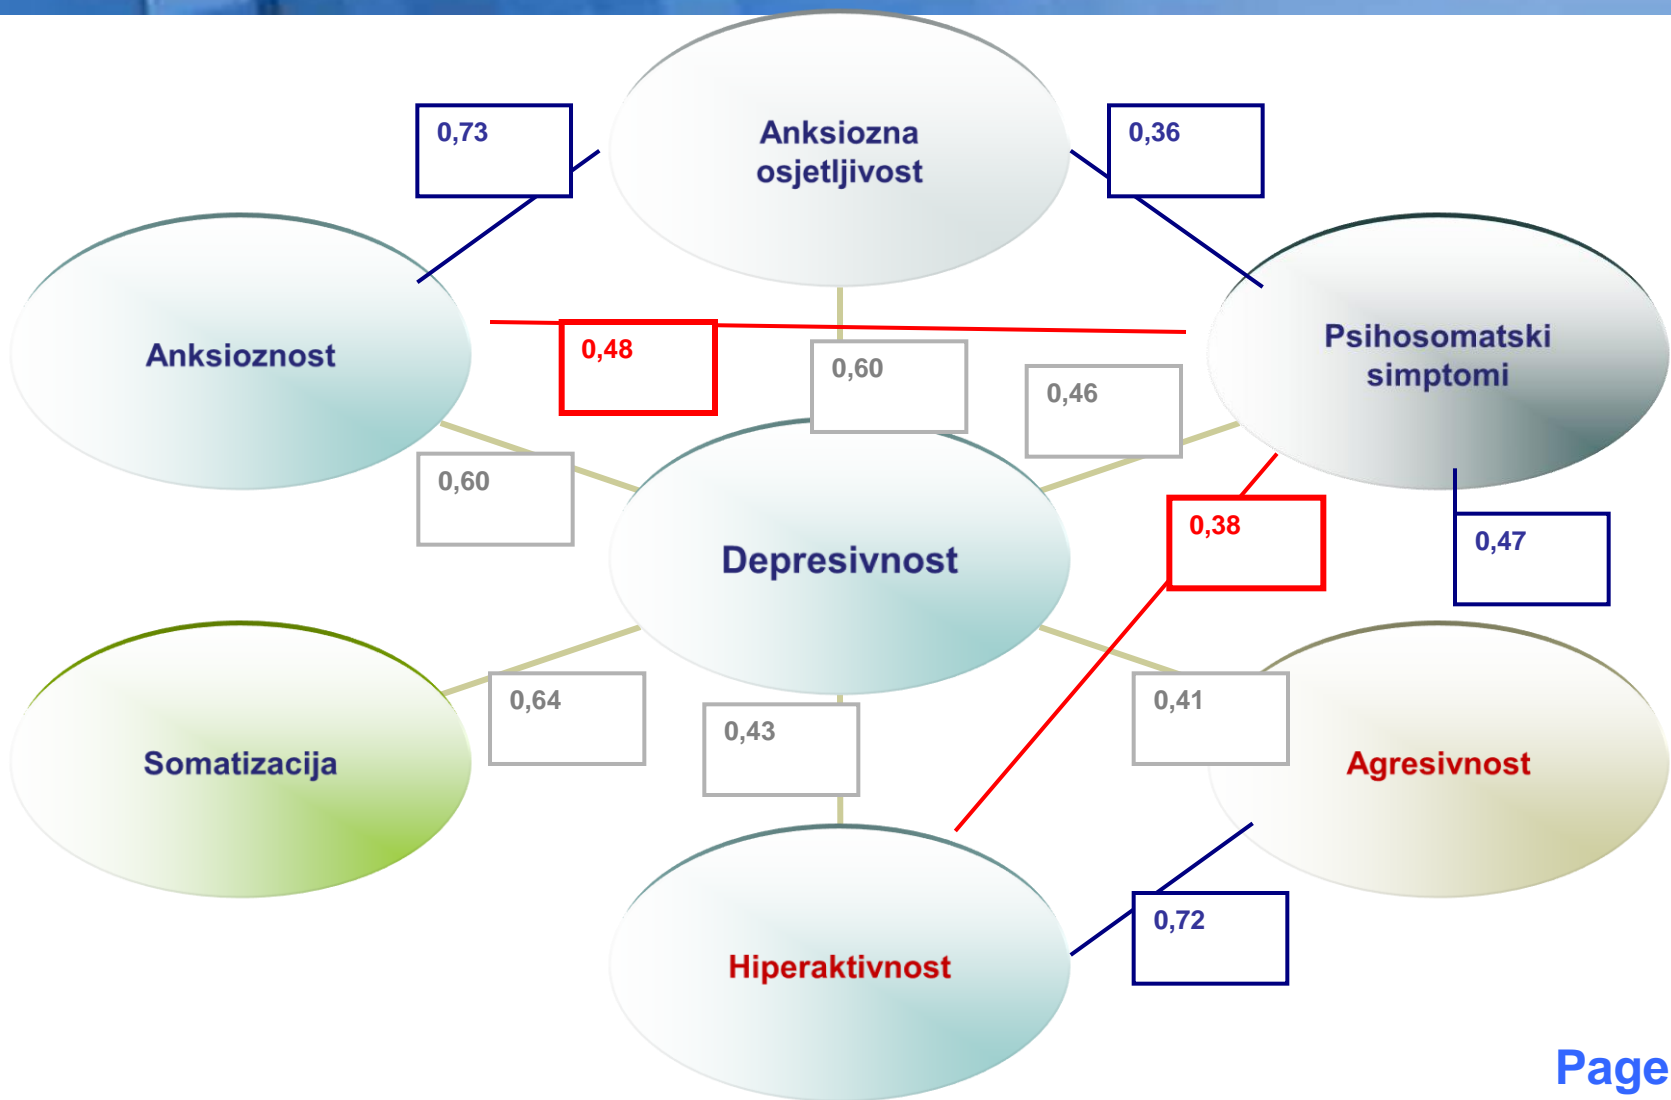 Anksiozna
osjetljivost
0,73
0,36
Anksioznost
Psihosomatski
simptomi
0,48
0,60
0,46
0,60
0,38
0,47
Depresivnost
0,64
0,43
0,41
Somatizacija
Agresivnost
0,72
Hiperaktivnost
Page